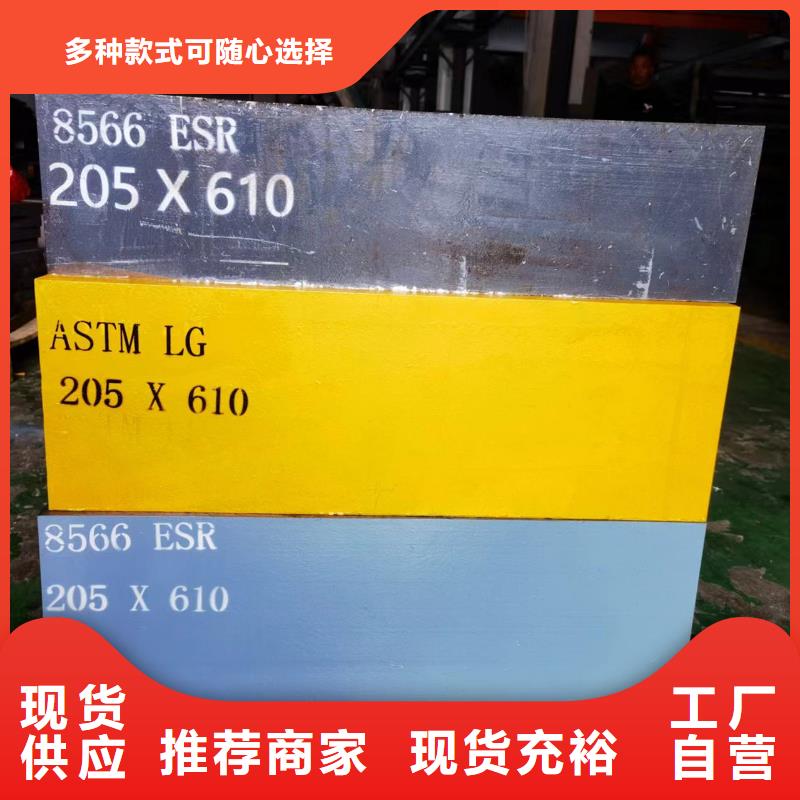 多种款式可随心选择
8566 ESR
205 X 610
ASTM LG
205 X 610
8566 ESR
205 X 610
现货
供应
推荐商家
现货充裕
工厂
自营